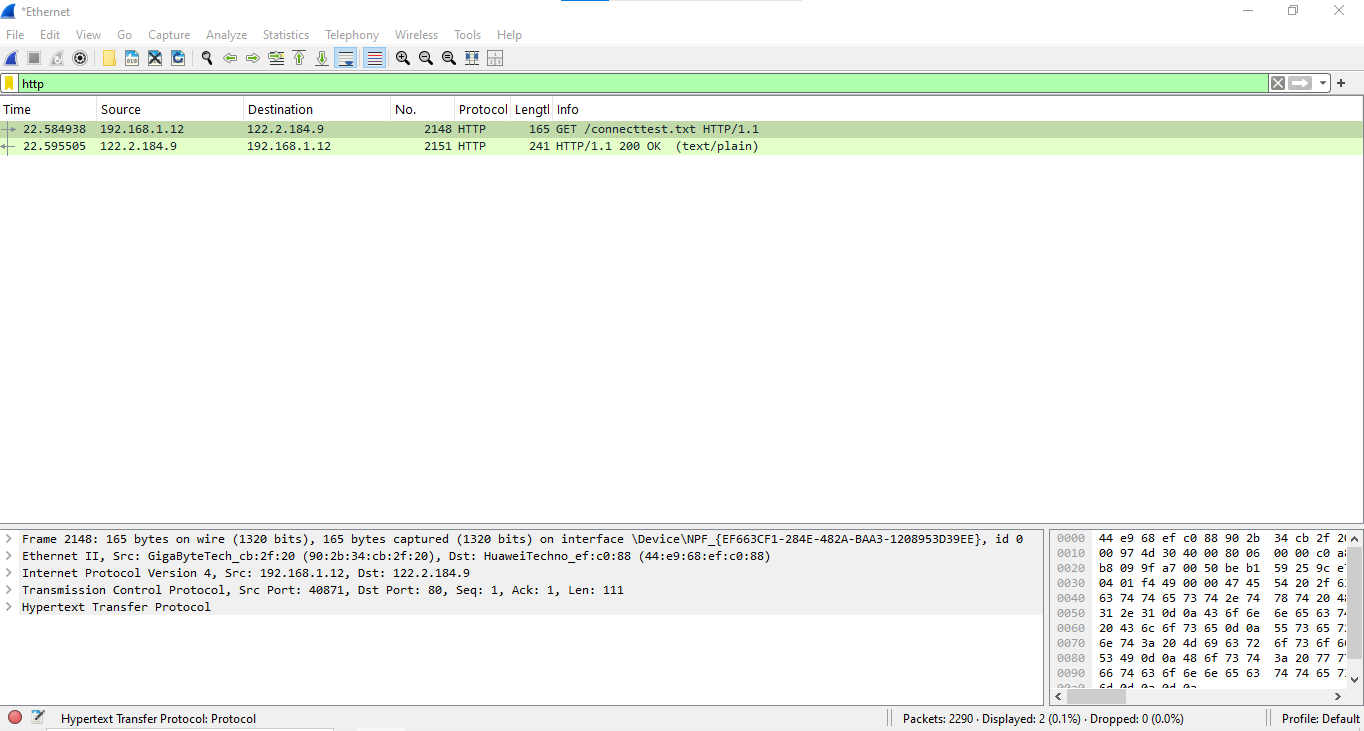 *Ethernet
File Edit View Go Capture Analyze Statistics Telephony Wireless Tools Help
http
Time Source Destination No. Protocol Lengtl Info
22.584938 192.168.1.12 122.2.184.9 2148 HTTP 165 GET /connecttest.txt HTTP/1.1
22.595505 122.2.184.9 192.168.1.12 2151 HTTP 241 HTTP/1.1 200 OK (text/plain)
Frame 2148: 165 bytes on wire (1320 bits), 165 bytes captured (1320 bits) on interface \Device\NPF_{EF663CF1-284E-482A-BAA3-1208953D39EE}, id 0
Ethernet II, Src: GigaByteTech_cb:2f:20 (90:2b:34:cb:2f:20), Dst: HuaweiTechno_ef:c0:88 (44:e9:68:ef:c0:88)
Internet Protocol Version 4, Src: 192.168.1.12, Dst: 122.2.184.9
Transmission Control Protocol, Src Port: 40871, Dst Port: 80, Seq: 1, Ack: 1, Len: 111
Hypertext Transfer Protocol
0000 44 e9 68 ef c0 88 90 2b 34 cb 2f 20
0010 00 97 4d 30 40 00 80 06 00 00 c0 a8
0020 b8 09 9f a7 00 50 be b1 59 25 9c
0030 04 01 f4 49 00 00 47 45 54 20 2f
0040 63 74 74 65 73 74 2e 74 78 74 20
0050 31 2e 31 0d 0a 43 6f 6e 6e 65 63
0060 20 43 6c 6f 73 65 0d 0a 55 73 65
0070 6e 74 3a 20 4d 69 63 72 6f 73 6f
0080 53 49 0d 0a 48 6f 73 74 3a 20 77
0090 66 74 63 6f 6e 6e 65 63 74 74 65
00a0 6d 0d 0a 0d 0a
Hypertext Transfer Protocol: Protocol
Packets: 2290 · Displayed: 2 (0.1%) · Dropped: 0 (0.0%)
Profile: Default